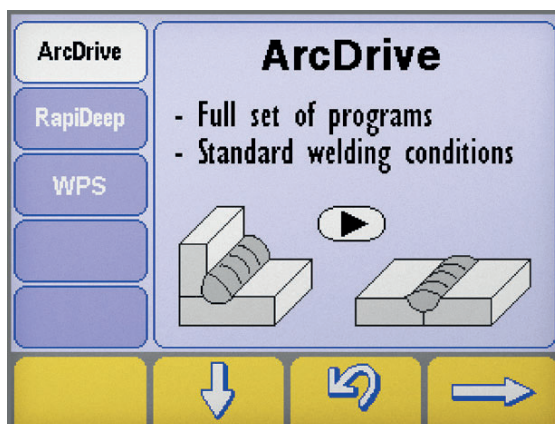 ArcDrive
RapiDeep
WPS
ArcDrive
- Full set of programs
- Standard welding conditions